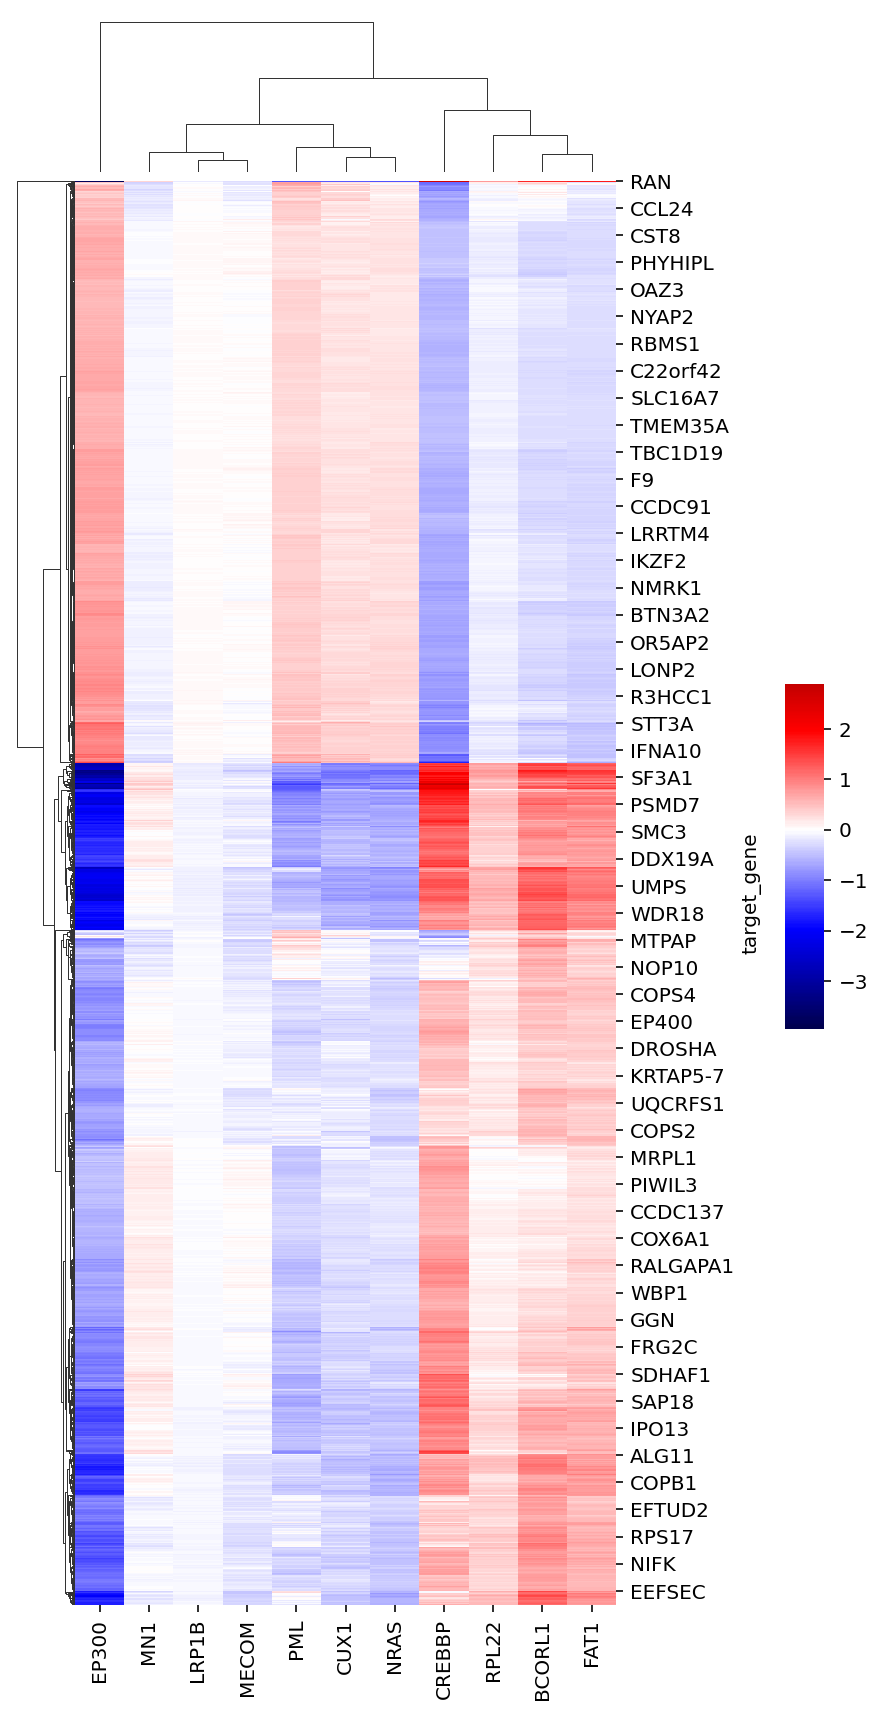 RAN
CCL24
CST8
PHYHIPL
OAZ3
NYAP2
RBMS1
C22orf42
SLC16A7
TMEM35A
TBC1D19
F9
CCDC91
LRRTM4
IKZF2
NMRK1
BTN3A2
OR5AP2
LONP2
R3HCC1
STT3A
IFNA10
SF3A1
PSMD7
SMC3
DDX19A
UMPS
WDR18
MTPAP
NOP10
COPS4
EP400
DROSHA
KRTAP5-7
UQCRFS1
COPS2
MRPL1
PIWIL3
CCDC137
COX6A1
RALGAPA1
WBP1
GGN
FRG2C
SDHAF1
SAP18
IPO13
ALG11
COPB1
EFTUD2
RPS17
NIFK
EEFSEC
target_gene
2
1
0
−1
−2
−3
EP300
MN1
LRP1B
MECOM
PML
CUX1
NRAS
CREBBP
RPL22
BCORL1
FAT1